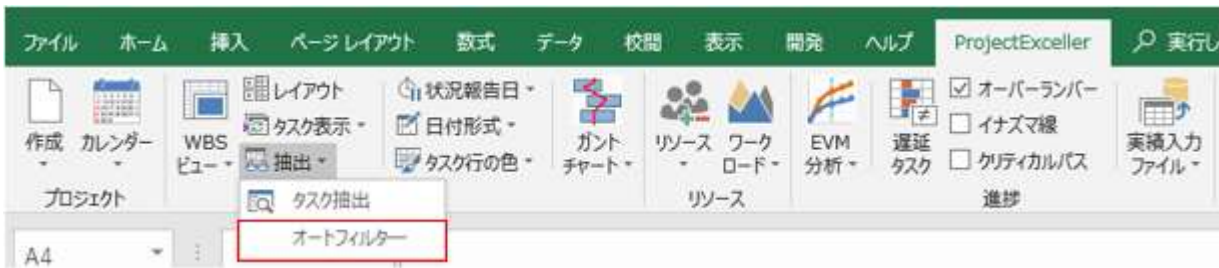 ファイル ホーム 挿入 ページ レイアウト 数式 データ 校閲 表示 開発 ヘルプ ProjectExceller 実行し
作成
カレンダー
プロジェクト
WBS
ビュー
レイアウト
タスク表示
抽出
タスク抽出
オートフィルター
状況報告日
日付形式
タスク行の色
ガント
チャート
リソース
ワーク
ロード
リソース
EVM
分析
遅延
タスク
オーバーランバー
イナズマ線
クリティカルパス
進捗
実績入力
ファイル
A4